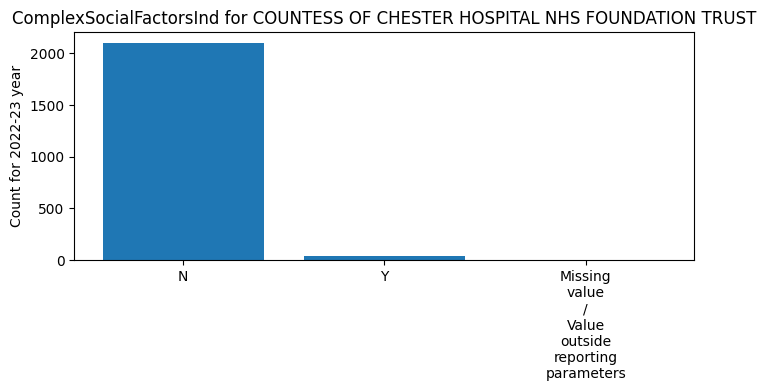 ComplexSocialFactorsInd for COUNTESS OF CHESTER HOSPITAL NHS FOUNDATION TRUST
Count for 2022-23 year
2000
1500
1000
500
0
N
Y
Missing
value
/
Value
outside
reporting
parameters